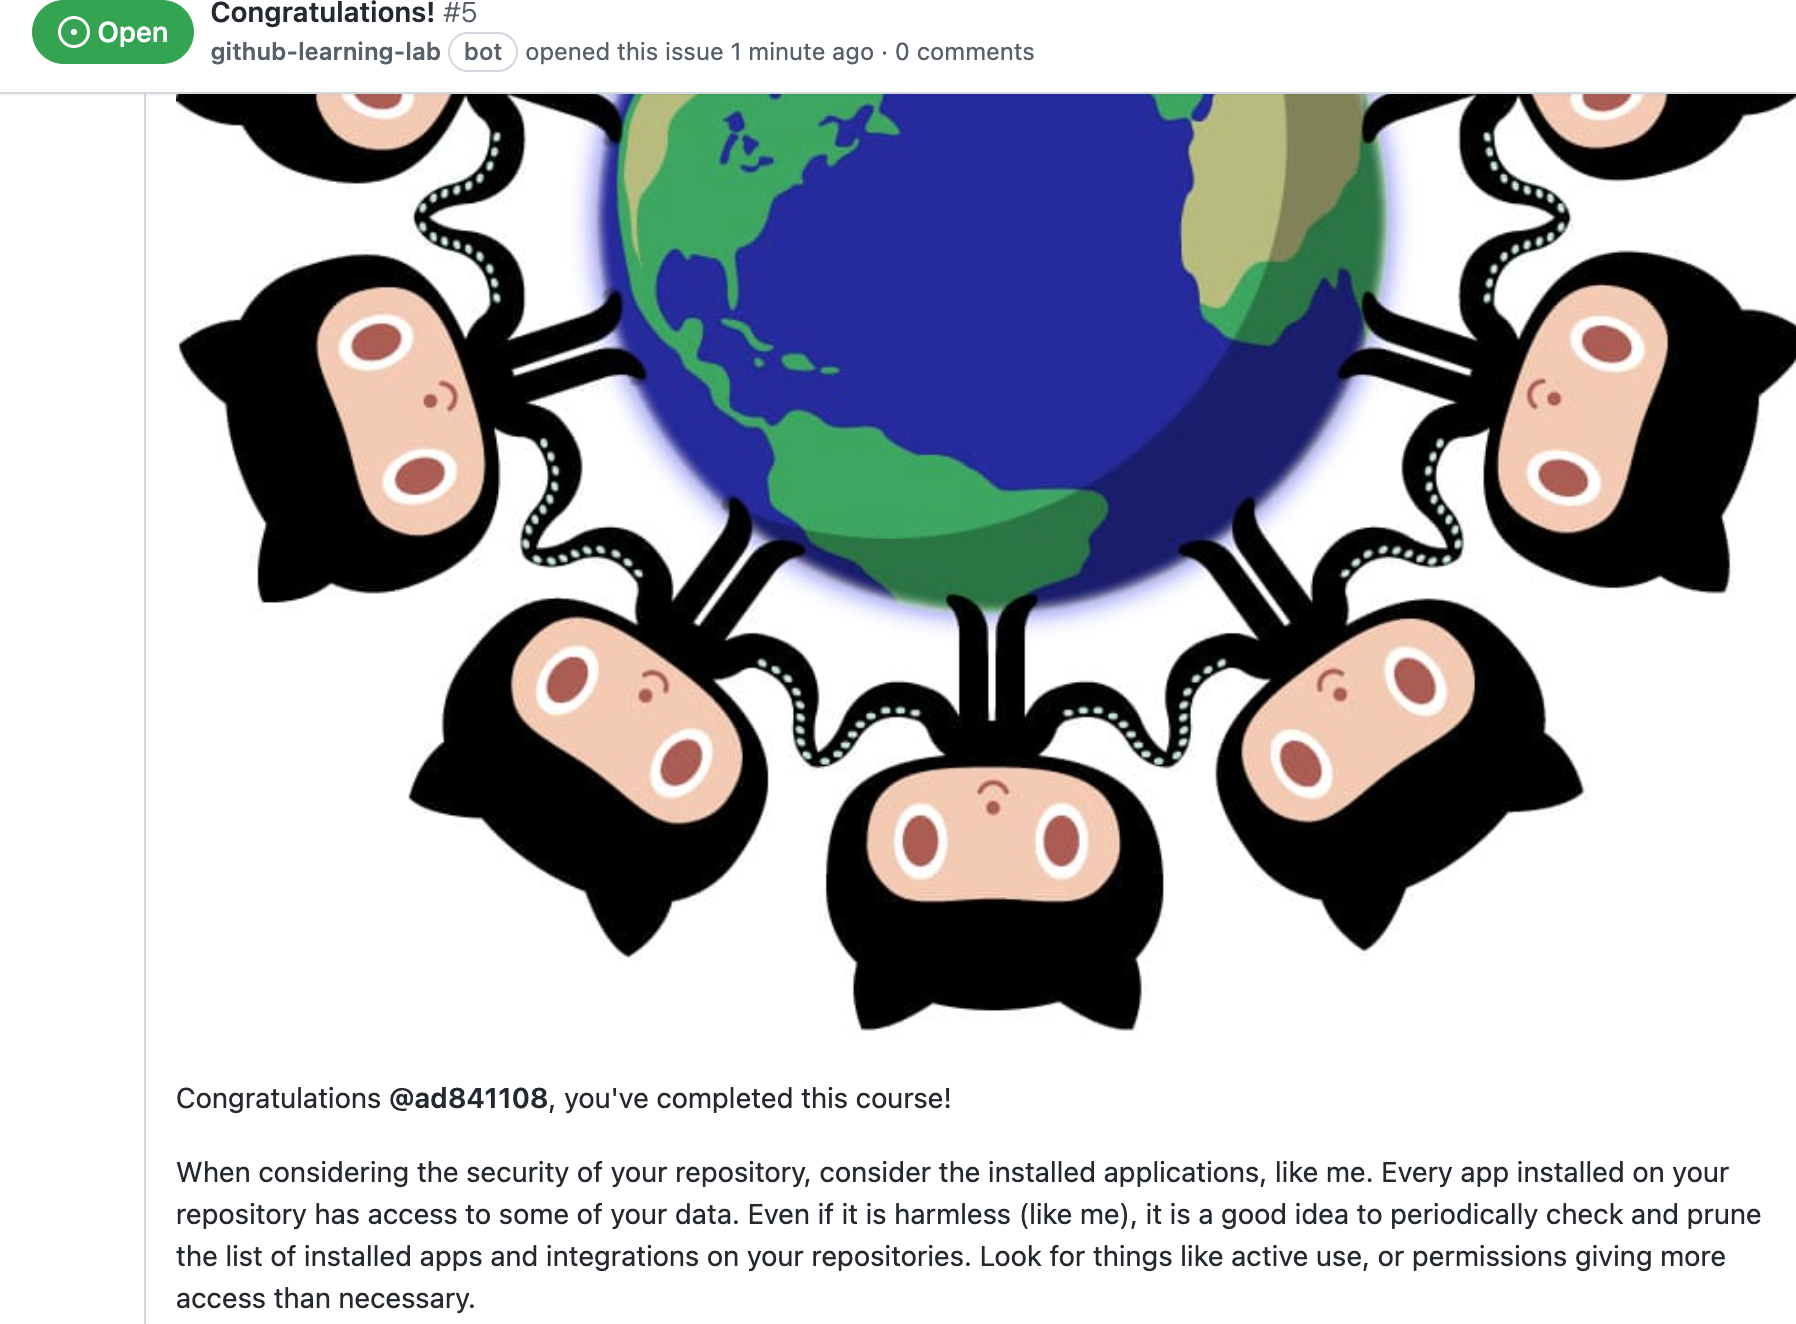 Congratulations! #5
Open
github-learning-lab bot opened this issue 1 minute ago · 0 comments
Congratulations @ad841108, you've completed this course!
When considering the security of your repository, consider the installed applications, like me. Every app installed on your
repository has access to some of your data. Even if it is harmless (like me), it is a good idea to periodically check and prune
the list of installed apps and integrations on your repositories. Look for things like active use, or permissions giving more
access than necessary.